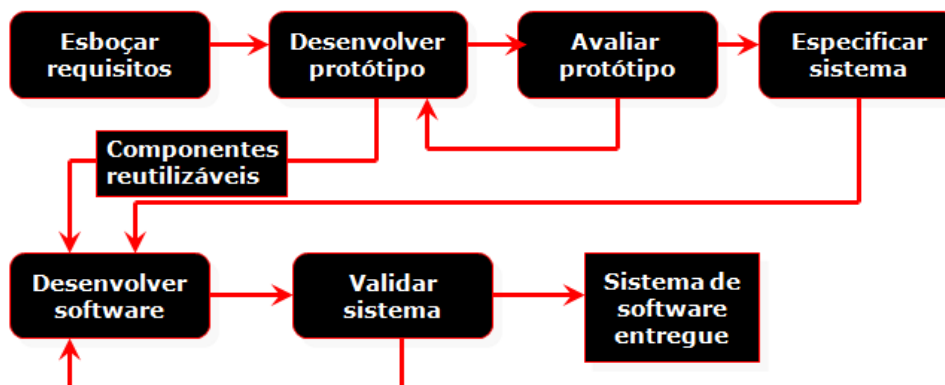 Esboçar
requisitos
Desenvolver
protótipo
Avaliar
protótipo
Especificar
sistema
Componentes
reutilizáveis
Desenvolver
software
Validar
sistema
Sistema de
software
entregue